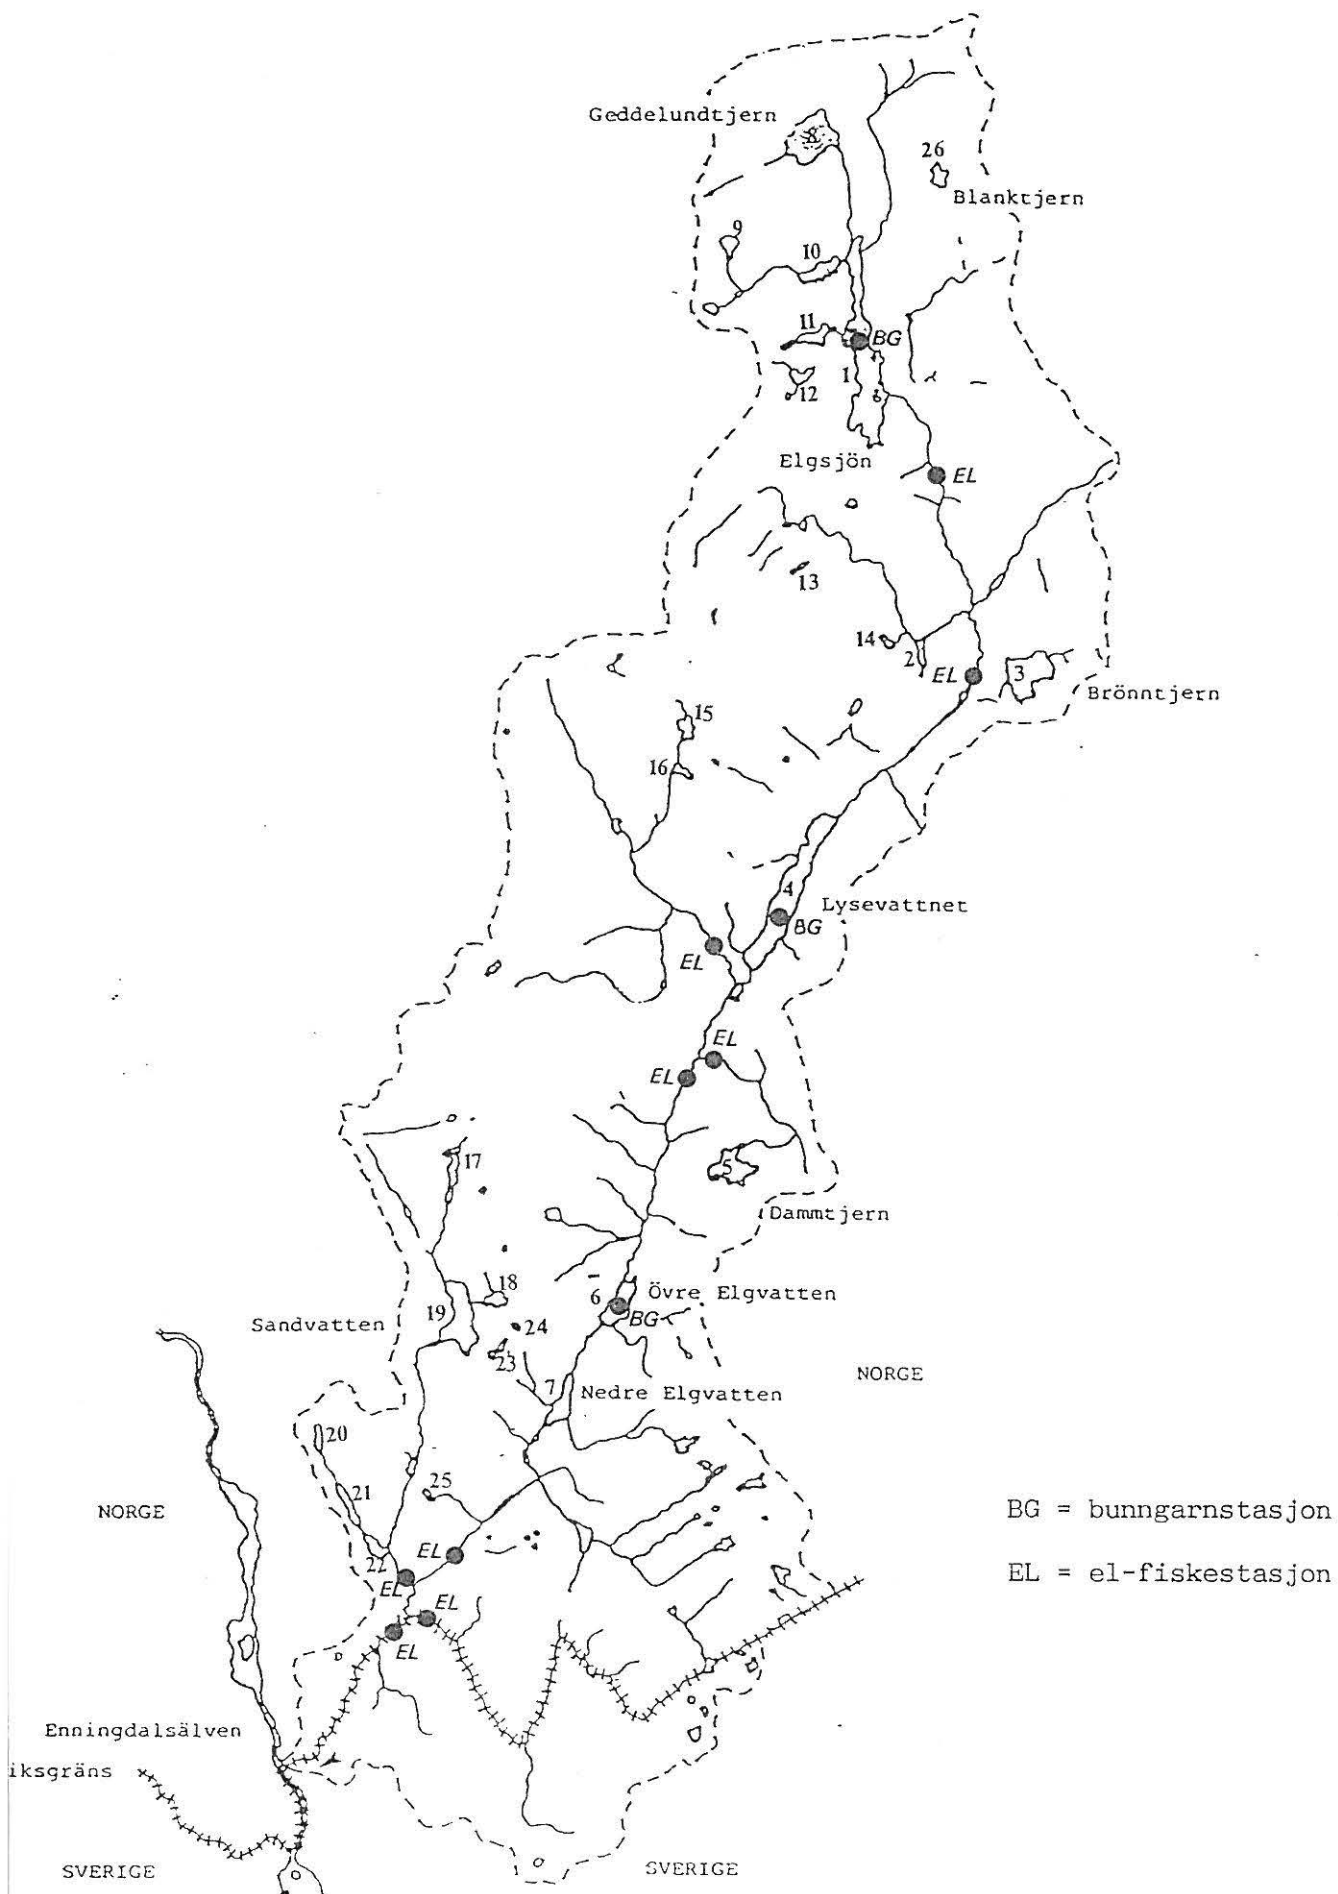 Geddelundtjern
8
26
Blanktjern
9
10
11
BG
1
12
Elgsjön
EL
13
14
2
EL
3
Brönntjern
15
16
4
Lysevattnet
BG
EL
EL
EL
17
5
Dammtjern
18
6
Övre Elgvatten
19
BG
Sandvatten
24
23
NORGE
7
Nedre Elgvatten
20
25
21
NORGE
BG = bunngarnstasjon
EL
22
EL
EL = el-fiskestasjon
EL
EL
Enningdalsälven
iksgräns
SVERIGE
SVERIGE